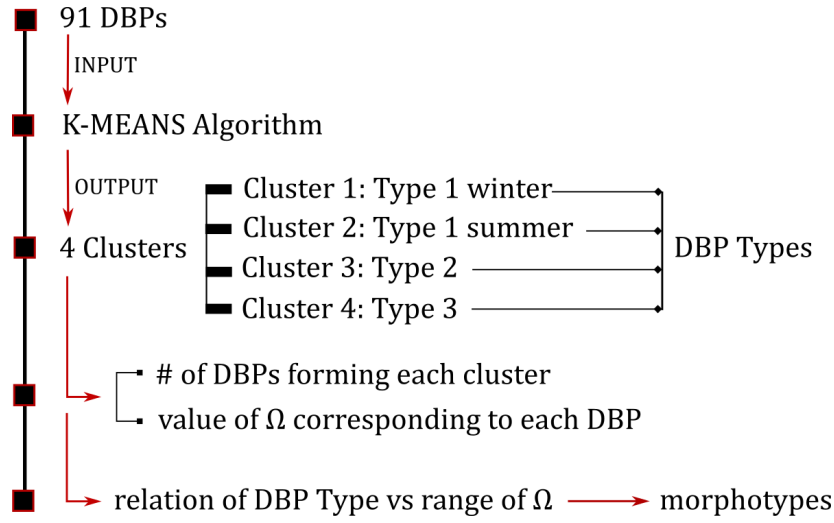 91 DBPs
INPUT
K-MEANS Algorithm
OUTPUT
Cluster 1: Type 1 winter
Cluster 2: Type 1 summer
4 Clusters
DBP Types
Cluster 3: Type 2
Cluster 4: Type 3
# of DBPs forming each cluster
value of Ω corresponding to each DBP
relation of DBP Type vs range of Ω
morphotypes